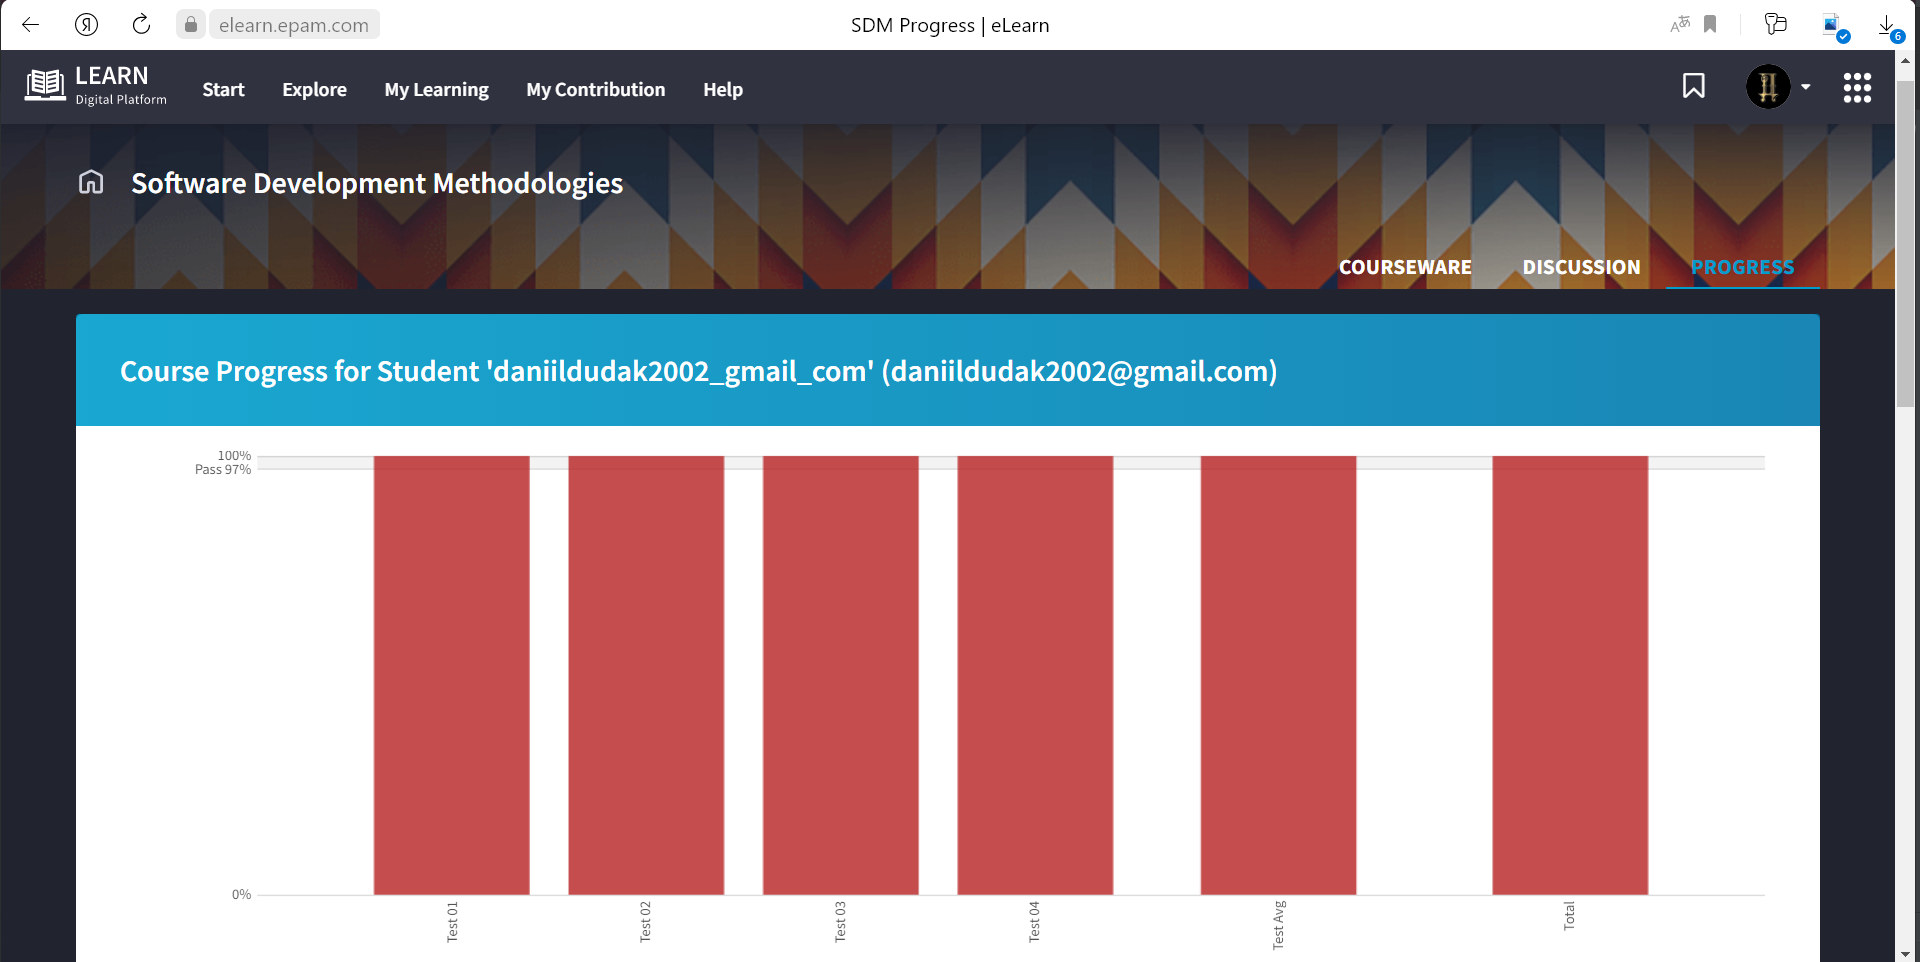 elearn.epam.com
SDM Progress | eLearn
6
LEARN
Digital Platform
Start
Explore
My Learning
My Contribution
Help
Software Development Methodologies
COURSEWARE
DISCUSSION
PROGRESS
Course Progress for Student 'daniildudak2002_gmail_com' (daniildudak2002@gmail.com)
100%
Pass 97%
0%
Test 01
Test 02
Test 03
Test 04
Test Avg
Total